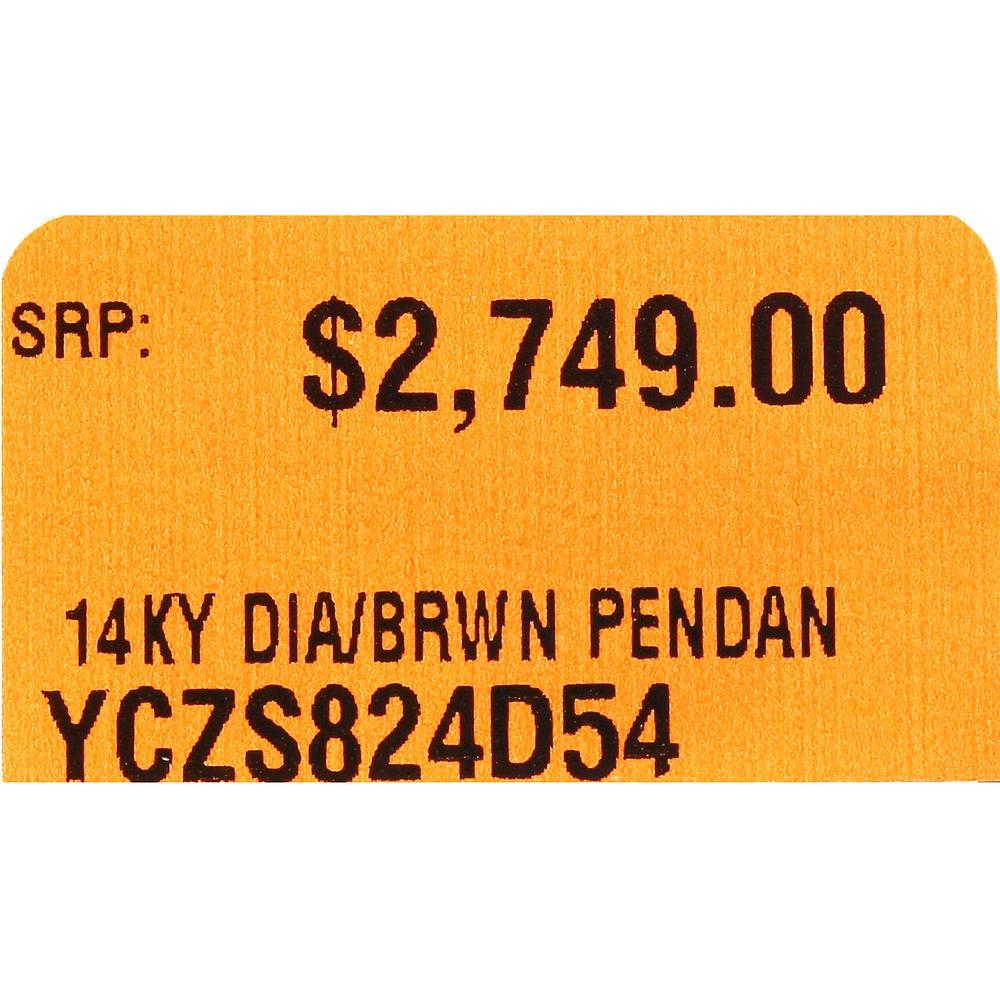 SRP: $2,749.00
14KY DIA/BRWN PENDAN
YCZS824D54